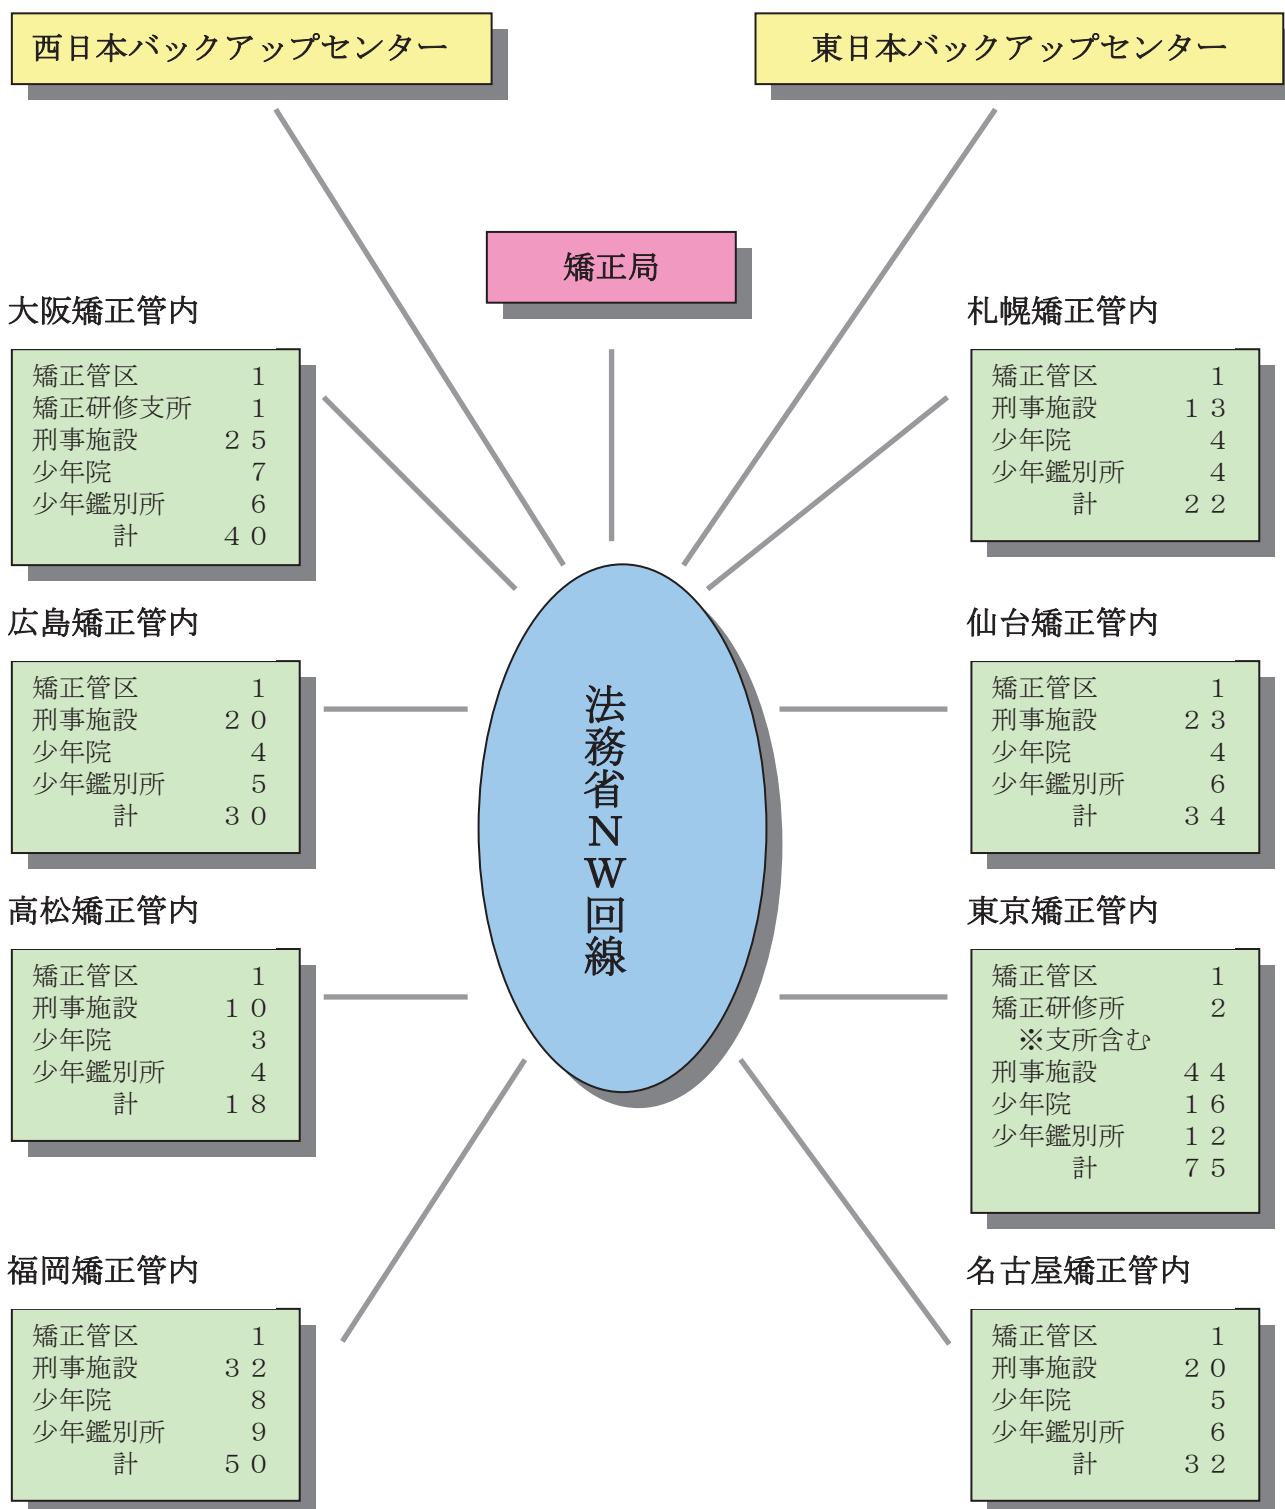 西日本バックアップセンター
東日本バックアップセンター
矯正局
大阪矯正管内
矯正管区 1
矯正研修支所 1
刑事施設 25
少年院 7
少年鑑別所 6
計 40
広島矯正管内
矯正管区 1
刑事施設 20
少年院 4
少年鑑別所 5
計 30
高松矯正管内
矯正管区 1
刑事施設 10
少年院 3
少年鑑別所 4
計 18
福岡矯正管内
矯正管区 1
刑事施設 32
少年院 8
少年鑑別所 9
計 50
法務省NW回線
札幌矯正管内
矯正管区 1
刑事施設 13
少年院 4
少年鑑別所 4
計 22
仙台矯正管内
矯正管区 1
刑事施設 23
少年院 4
少年鑑別所 6
計 34
東京矯正管内
矯正管区 1
矯正研修所 2
※支所含む
刑事施設 44
少年院 16
少年鑑別所 12
計 75
名古屋矯正管内
矯正管区 1
刑事施設 20
少年院 5
少年鑑別所 6
計 32